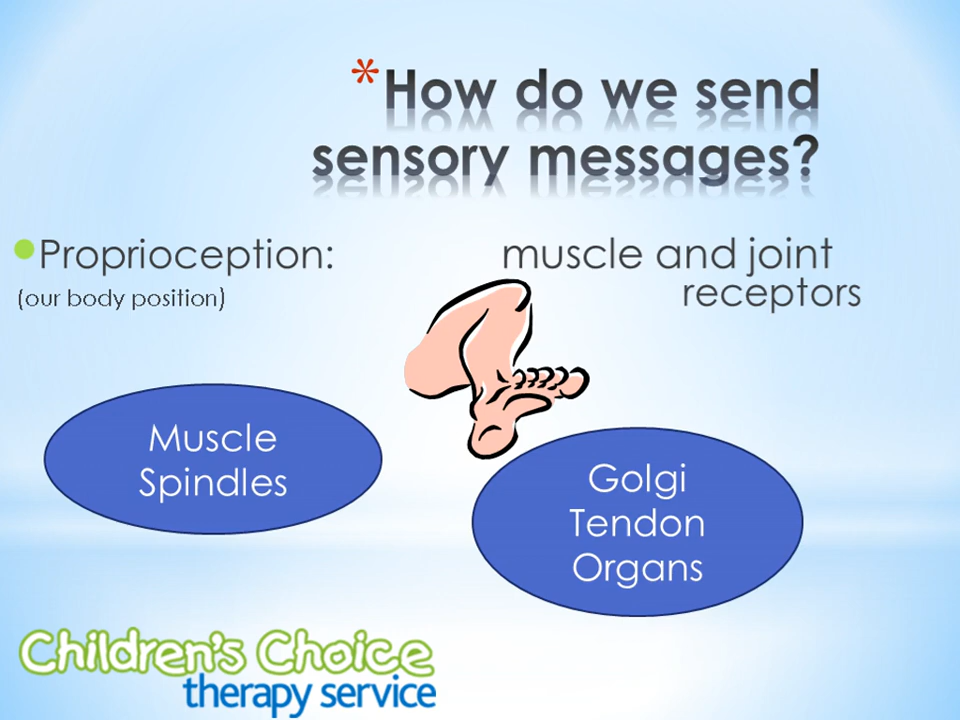 *How do we send
sensory messages?
Proprioception: muscle and joint
(our body position) receptors
Muscle
Spindles
Golgi
Tendon
Organs
Children's Choice
therapy service